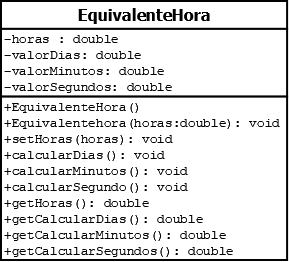 EquivalenteHora
-horas : double
-valorDias: double
-valorMinutos: double
-valorSegundos: double
+EquivalenteHora()
+Equivalentehora(horas:double): void
+setHoras(horas): void
+calcularDias(): void
+calcularMinutos(): void
+calcularSegundo(): void
+getHoras(): double
+getCalcularDias(): double
+getCalcularMinutos(): double
+getCalcularSegundos(): double